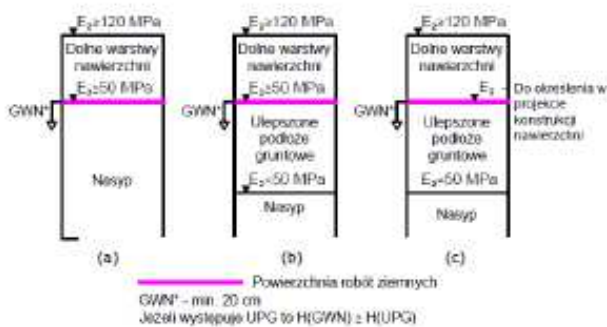 E₂≥120 MPa E₂≥120 MPa E₂≥120 MPa
Dolne warstwy nawierzchni
Dolne warstwy nawierzchni
Dolne warstwy nawierzchni
E₂≥50 MPa
E₂≥50 MPa
E₂
Do określenia w projekcie konstrukcji nawierzchni
GWN*
GWN*
GWN*
Ulepszone podłoże gruntowe
Ulepszone podłoże gruntowe
E₂<50 MPa
Nasyp
Nasyp
Nasyp
(a) (b) (c)
Powierzchnia robót ziemnych
GWN* - min. 20 cm
Jeżeli występuje UPG to H(GWN) ≥ H(UPG)